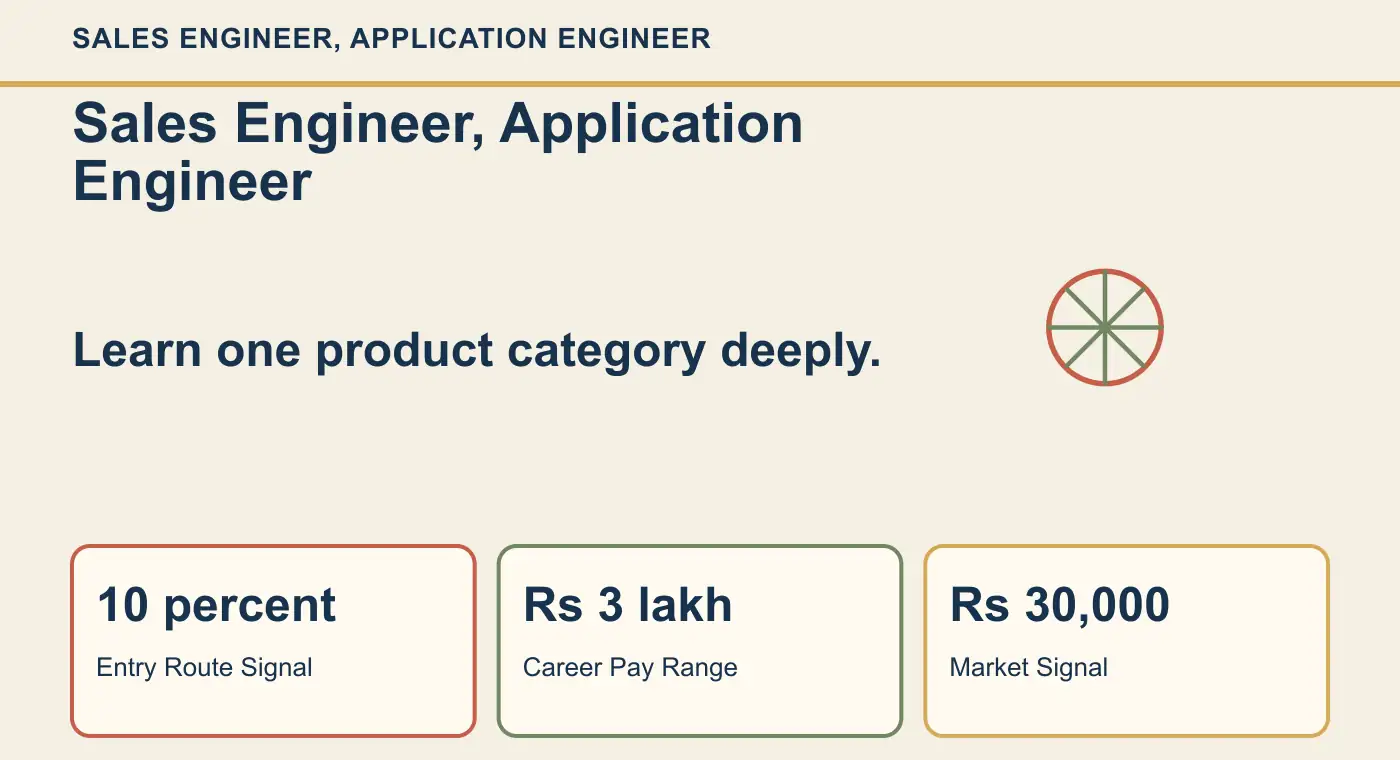 SALES ENGINEER, APPLICATION ENGINEER
Sales Engineer, Application
Engineer
Learn one product category deeply.
10 percent
Entry Route Signal
Rs 3 lakh
Career Pay Range
Rs 30,000
Market Signal